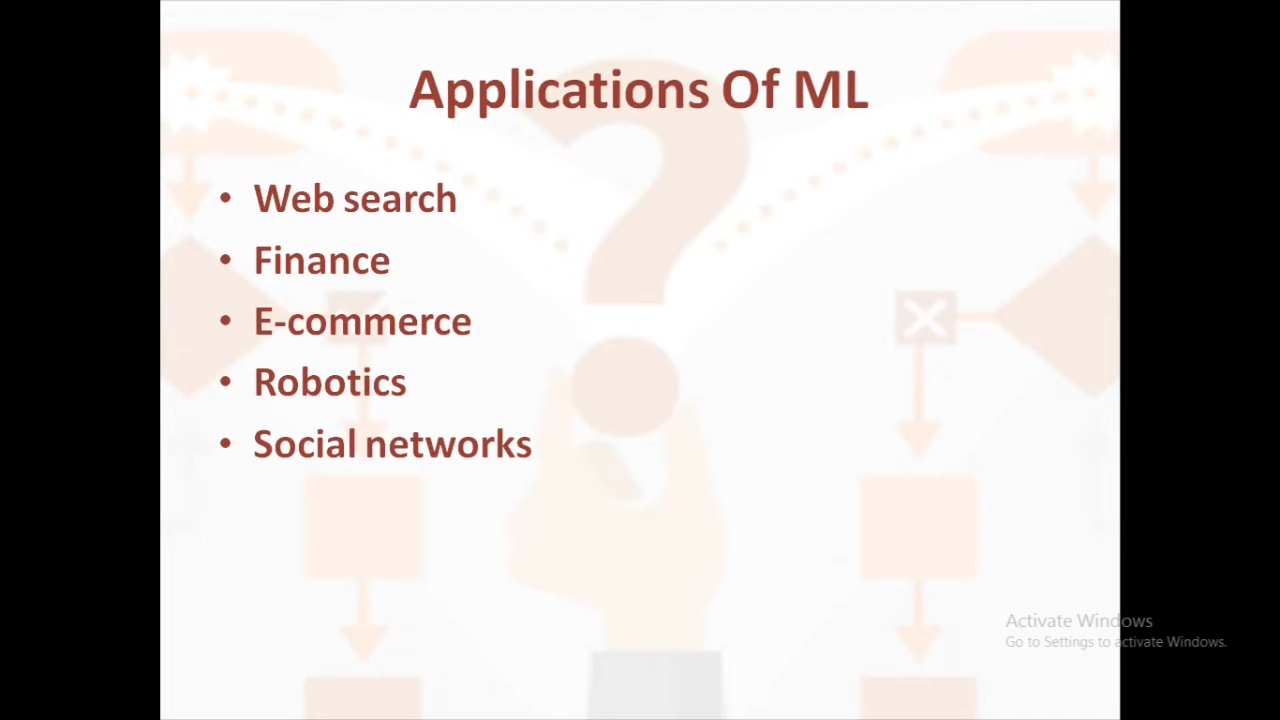 Applications Of ML
• Web search
• Finance
• E-commerce
• Robotics
• Social networks
Activate Windows
Go to Settings to activate Windows.